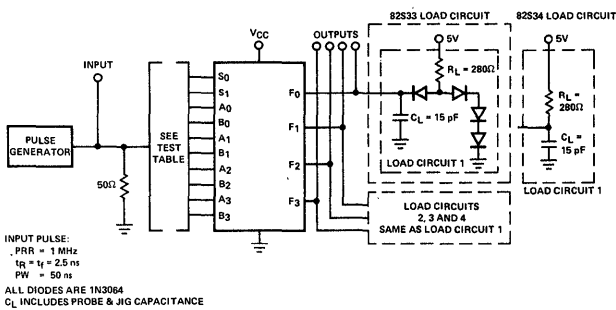 82S33 LOAD CIRCUIT
82S34 LOAD CIRCUIT
INPUT
VCC
OUTPUTS
5V
RL = 280Ω
CL = 15 pF
LOAD CIRCUIT 1
5V
RL =
280Ω
CL =
15 pF
LOAD CIRCUIT 1
PULSE
GENERATOR
50Ω
SEE
TEST
TABLE
S0
S1
A0
B0
A1
B1
A2
B2
A3
B3
F0
F1
F2
F3
LOAD CIRCUITS
2, 3 AND 4
SAME AS LOAD CIRCUIT 1
INPUT PULSE:
PRR = 1 MHz
tR = tf = 2.5 ns
PW = 50 ns
ALL DIODES ARE 1N3064
CL INCLUDES PROBE & JIG CAPACITANCE